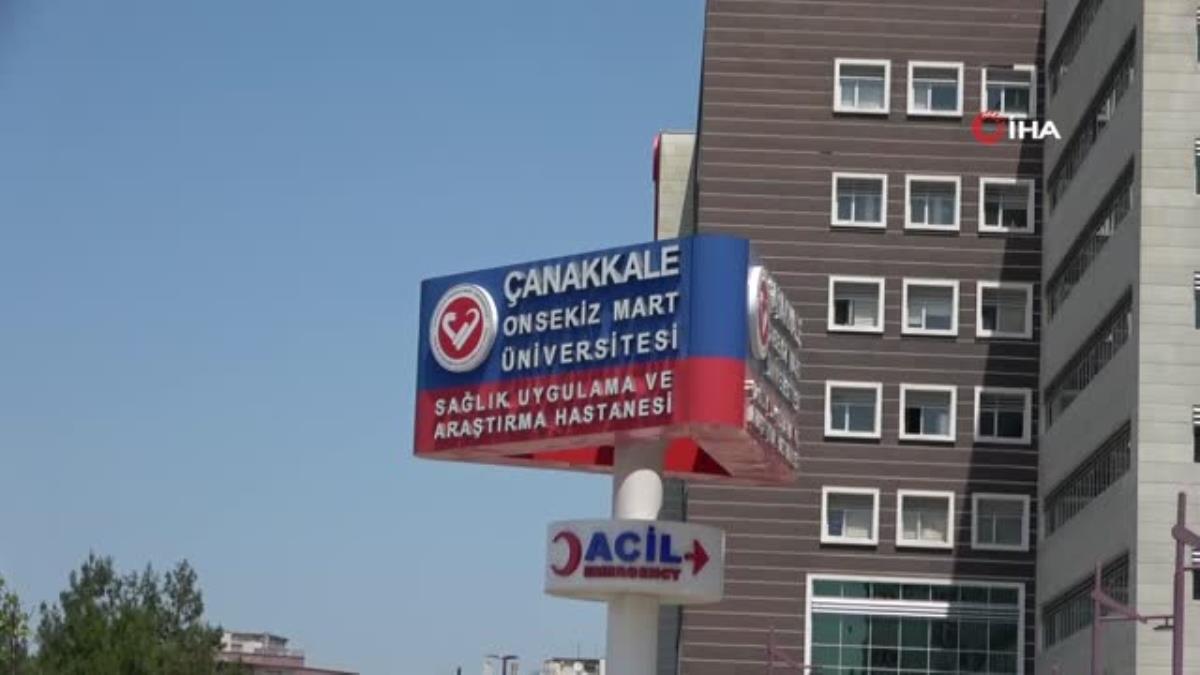 İHA
ÇANAKKALE
ONSEKİZ MART
ÜNİVERSİTESİ
SAĞLIK UYGULAMA VE
ARAŞTIRMA HASTANESİ
ACİL
EMERGENCY